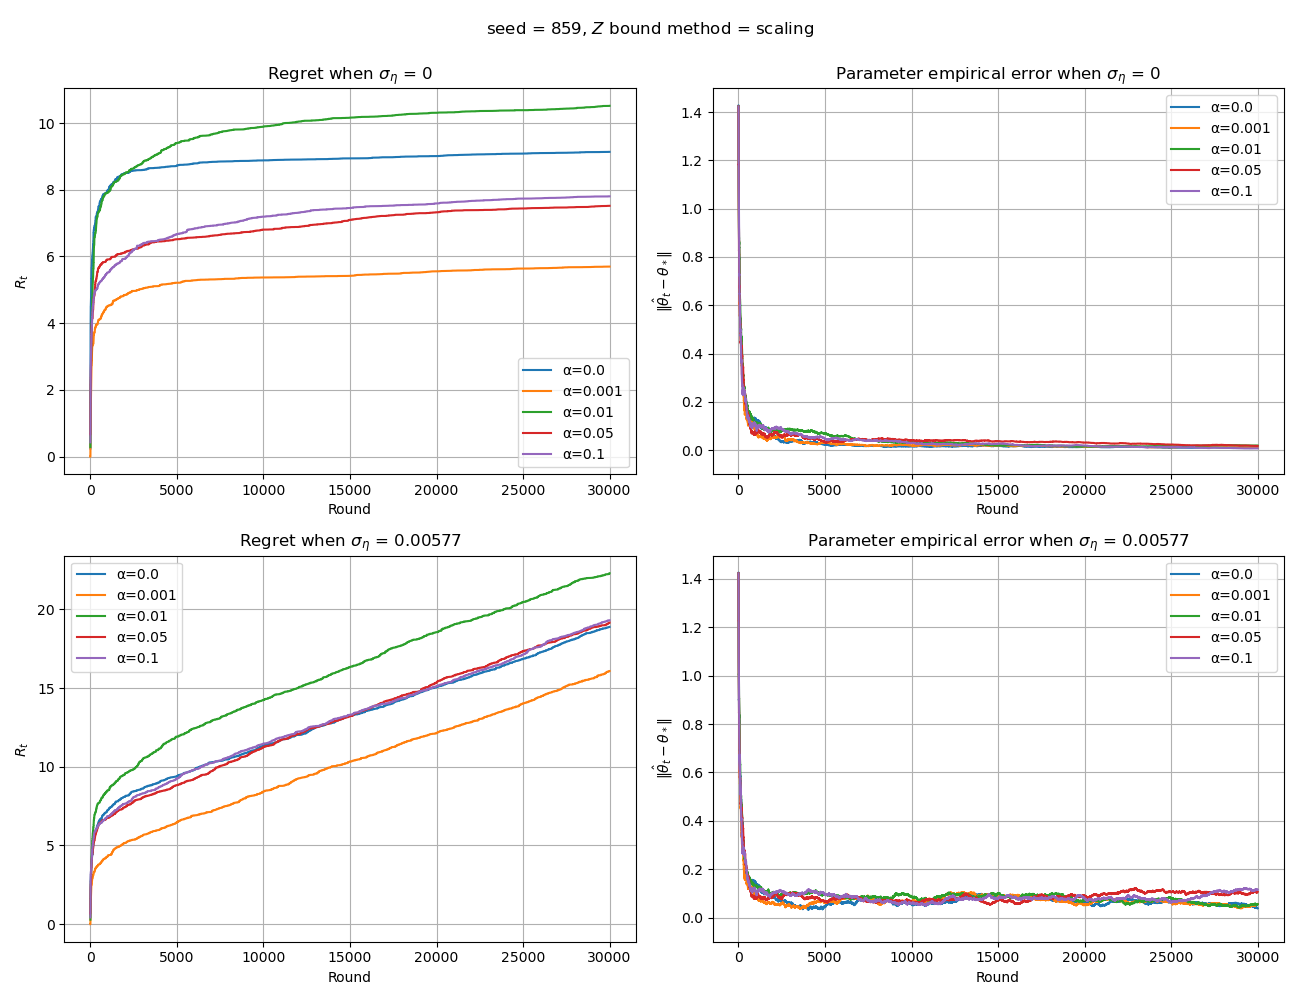 seed = 859, Z bound method = scaling
Regret when σ_η = 0
10
8
6
4
2
0
R_t
0 5000 10000 15000 20000 25000 30000
Round
α=0.0
α=0.001
α=0.01
α=0.05
α=0.1
Parameter empirical error when σ_η = 0
1.4
1.2
1.0
0.8
0.6
0.4
0.2
0.0
‖θ̂_t − θ_*‖
0 5000 10000 15000 20000 25000 30000
Round
α=0.0
α=0.001
α=0.01
α=0.05
α=0.1
Regret when σ_η = 0.00577
20
15
10
5
0
R_t
0 5000 10000 15000 20000 25000 30000
Round
α=0.0
α=0.001
α=0.01
α=0.05
α=0.1
Parameter empirical error when σ_η = 0.00577
1.4
1.2
1.0
0.8
0.6
0.4
0.2
0.0
‖θ̂_t − θ_*‖
0 5000 10000 15000 20000 25000 30000
Round
α=0.0
α=0.001
α=0.01
α=0.05
α=0.1